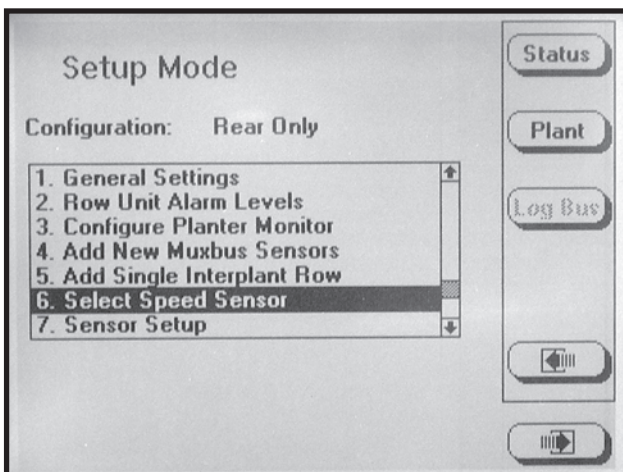 Setup Mode
Configuration: Rear Only
1. General Settings
2. Row Unit Alarm Levels
3. Configure Planter Monitor
4. Add New Muxbus Sensors
5. Add Single Interplant Row
6. Select Speed Sensor
7. Sensor Setup
Status
Plant
Log Bus